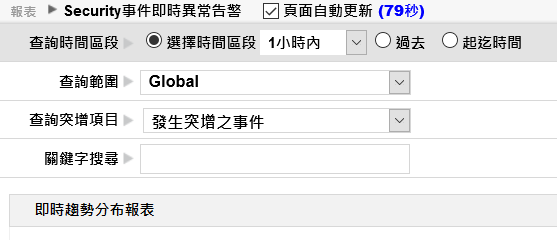 報表 ▶ Security事件即時異常告警 頁面自動更新 (79秒)
查詢時間區段 選擇時間區段 1小時內 過去 起迄時間
查詢範圍 Global
查詢突增項目 發生突增之事件
關鍵字搜尋
即時趨勢分布報表